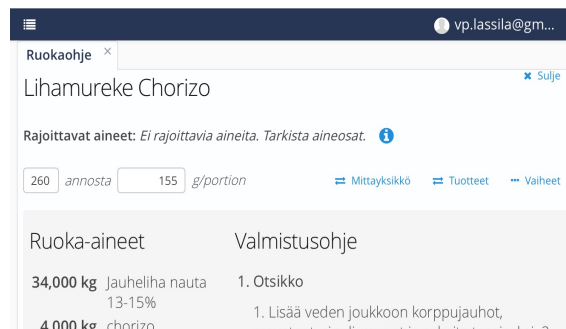 vp.lassila@gm...
Ruokaohje ×
Sulje
Lihamureke Chorizo
Rajoittavat aineet: Ei rajoittavia aineita. Tarkista aineosat.
260 annosta 155 g/portion Mittayksikkö Tuotteet Vaiheet
Ruoka-aineet Valmistusohje
34,000 kg Jauheliha nauta 1. Otsikko
13-15%
1. Lisää veden joukkoon korppujauhot,
4,000 kg chorizo